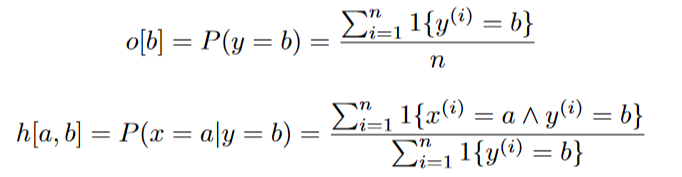 o[b] = P(y = b) = \frac{\sum_{i=1}^{n} 1\{y^{(i)} = b\}}{n}
h[a, b] = P(x = a|y = b) = \frac{\sum_{i=1}^{n} 1\{x^{(i)} = a \wedge y^{(i)} = b\}}{\sum_{i=1}^{n} 1\{y^{(i)} = b\}}